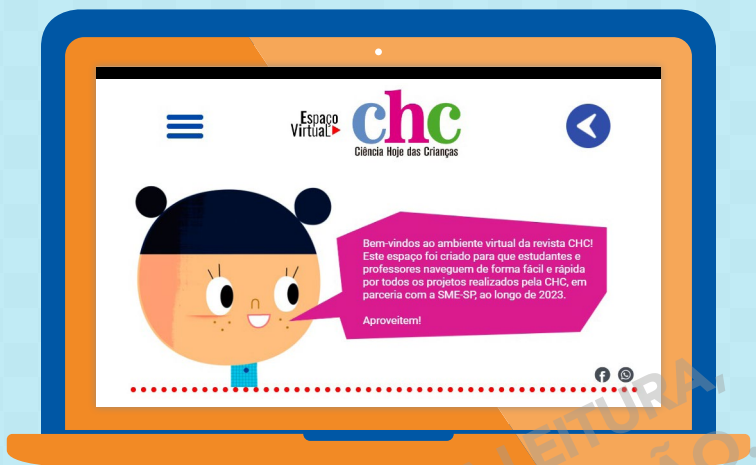 Espaço
Virtual
chc
Ciência Hoje das Crianças
Bem-vindos ao ambiente virtual da revista CHC!
Este espaço foi criado para que estudantes e
professores naveguem de forma fácil e rápida
por todos os projetos realizados pela CHC, em
parceria com a SME-SP, ao longo de 2023.
Aproveitem!
LEITURA,